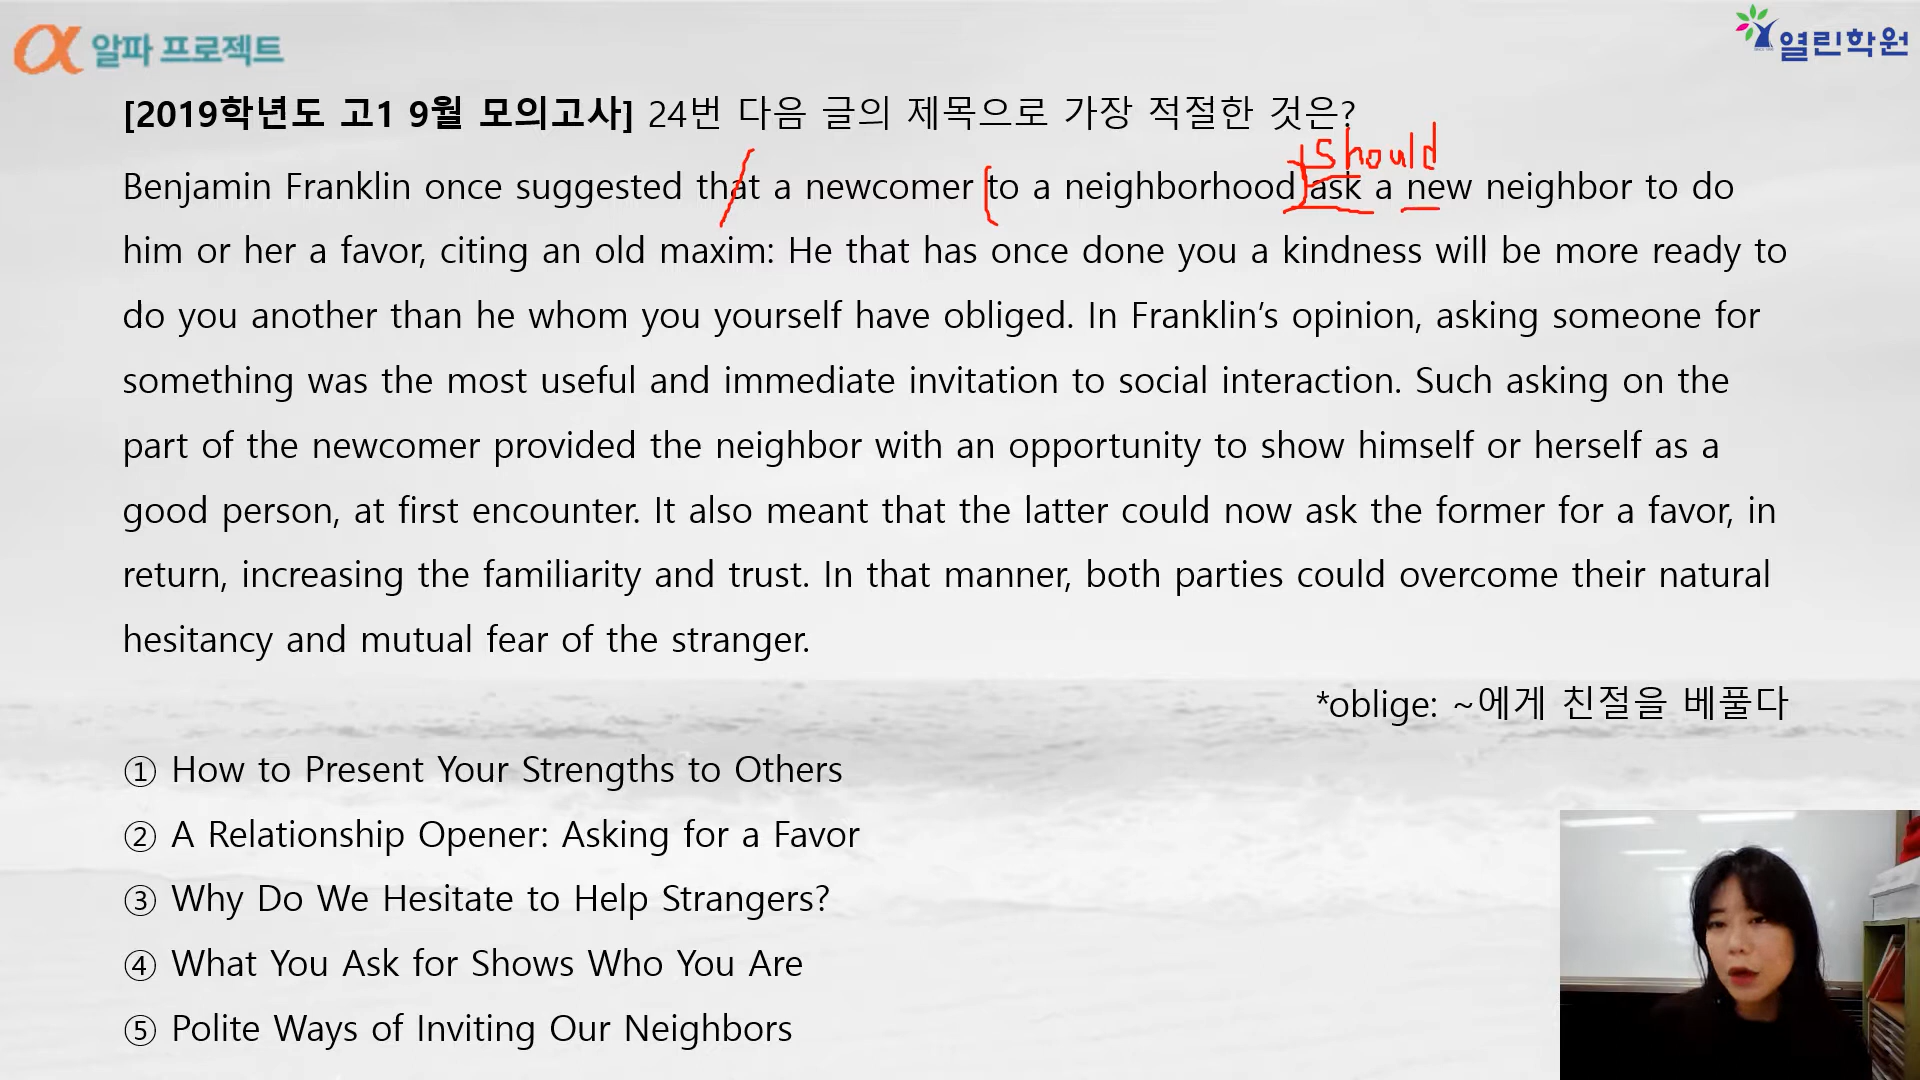 알파 프로젝트
열린학원
[2019학년도 고1 9월 모의고사] 24번 다음 글의 제목으로 가장 적절한 것은?
should
Benjamin Franklin once suggested that a newcomer to a neighborhood ask a new neighbor to do
him or her a favor, citing an old maxim: He that has once done you a kindness will be more ready to
do you another than he whom you yourself have obliged. In Franklin’s opinion, asking someone for
something was the most useful and immediate invitation to social interaction. Such asking on the
part of the newcomer provided the neighbor with an opportunity to show himself or herself as a
good person, at first encounter. It also meant that the latter could now ask the former for a favor, in
return, increasing the familiarity and trust. In that manner, both parties could overcome their natural
hesitancy and mutual fear of the stranger.
*oblige: ~에게 친절을 베풀다
① How to Present Your Strengths to Others
② A Relationship Opener: Asking for a Favor
③ Why Do We Hesitate to Help Strangers?
④ What You Ask for Shows Who You Are
⑤ Polite Ways of Inviting Our Neighbors